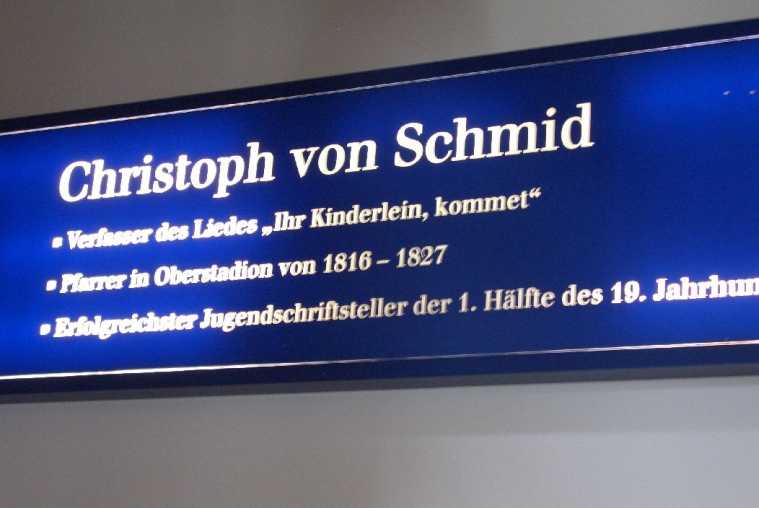 Christoph von Schmid
▪ Verfasser des Liedes „Ihr Kinderlein, kommet“
▪ Pfarrer in Oberstadion von 1816 – 1827
▪ Erfolgreichster Jugendschriftsteller der 1. Hälfte des 19. Jahrhun